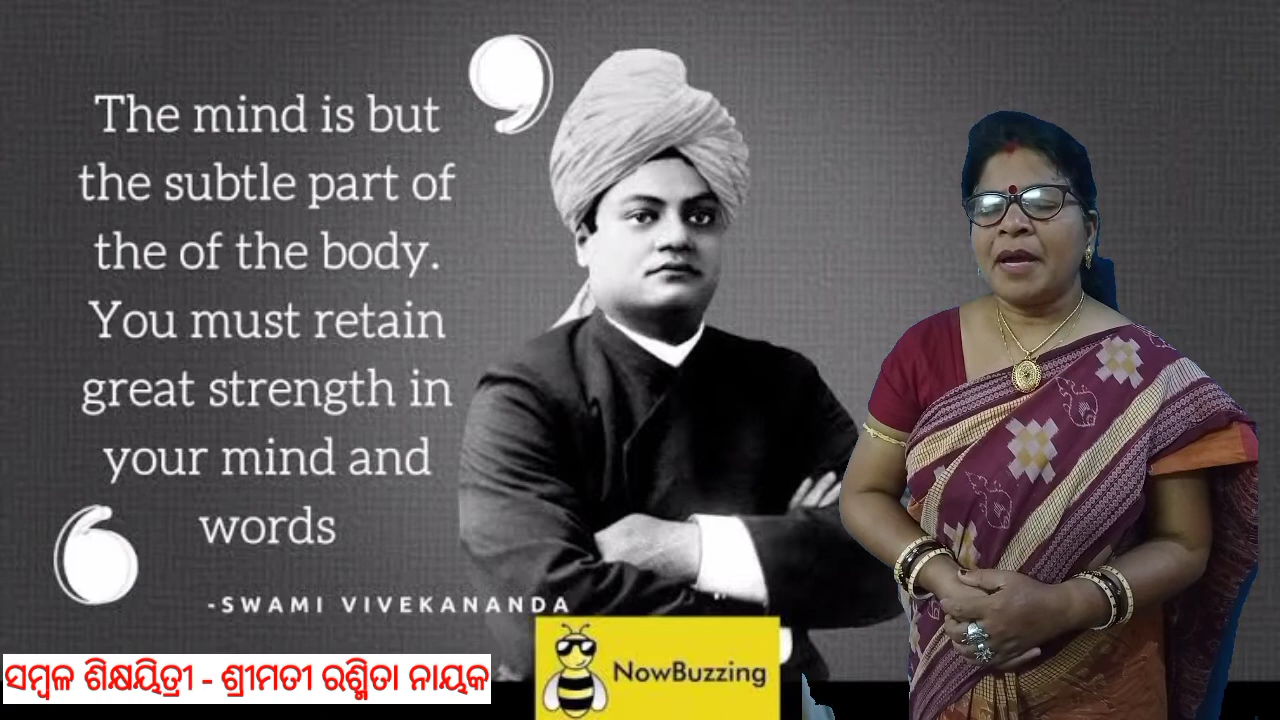 The mind is but
the subtle part of
the of the body.
You must retain
great strength in
your mind and
words
-SWAMI VIVEKANANDA
NowBuzzing
ସମ୍ବଳ ଶିକ୍ଷୟିତ୍ରୀ - ଶ୍ରୀମତୀ ରଶ୍ମିତା ନାୟକ